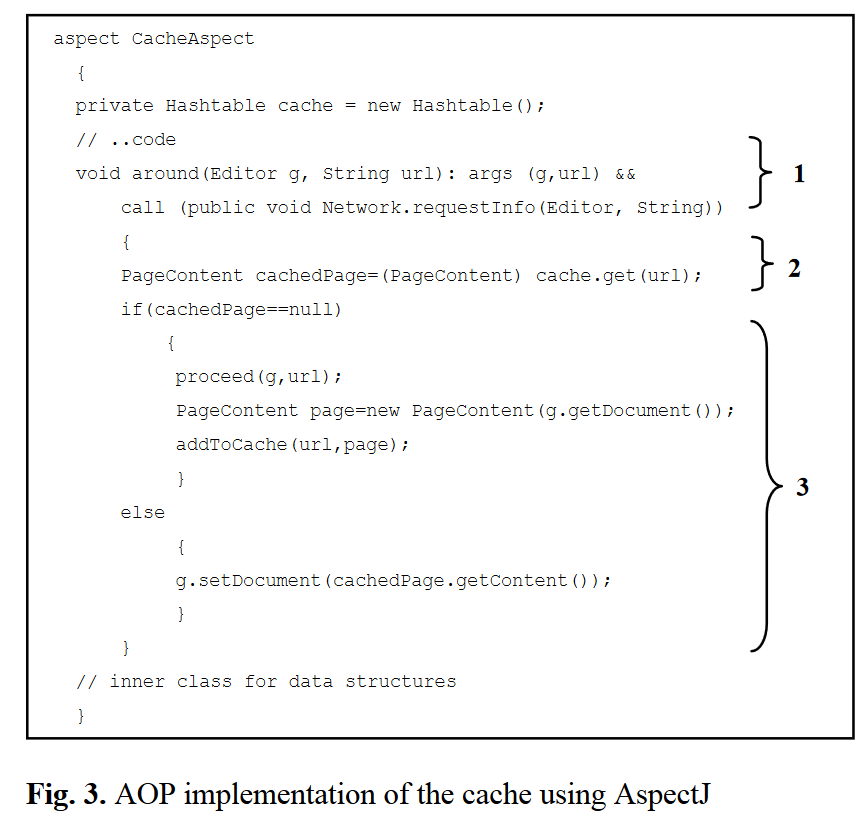 aspect CacheAspect
{
private Hashtable cache = new Hashtable();
// ..code
void around(Editor g, String url): args (g,url) &&
call (public void Network.requestInfo(Editor, String))
1
{
PageContent cachedPage=(PageContent) cache.get(url);
2
if(cachedPage==null)
{
proceed(g,url);
PageContent page=new PageContent(g.getDocument());
addToCache(url,page);
}
else
{
g.setDocument(cachedPage.getContent());
}
}
3
// inner class for data structures
}
Fig. 3. AOP implementation of the cache using AspectJ